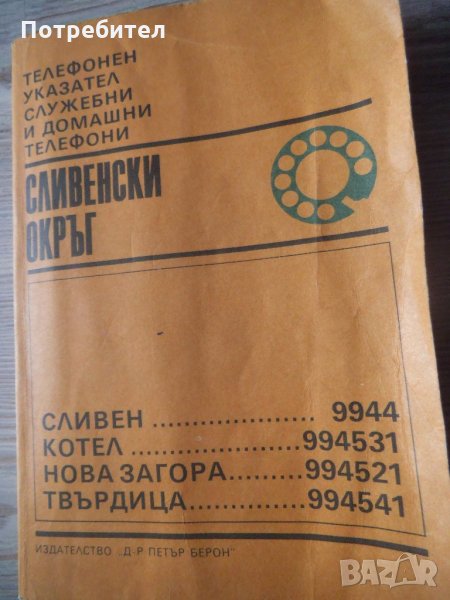 Потребител
ТЕЛЕФОНЕН
УКАЗАТЕЛ
СЛУЖЕБНИ
И ДОМАШНИ
ТЕЛЕФОНИ
СЛИВЕНСКИ
ОКРЪГ
СЛИВЕН .................... 9944
КОТЕЛ ..................... 994531
НОВА ЗАГОРА.......... 994521
ТВЪРДИЦА............... 994541
ИЗДАТЕЛСТВО „Д-Р ПЕТЪР БЕРОН"
BAZAR